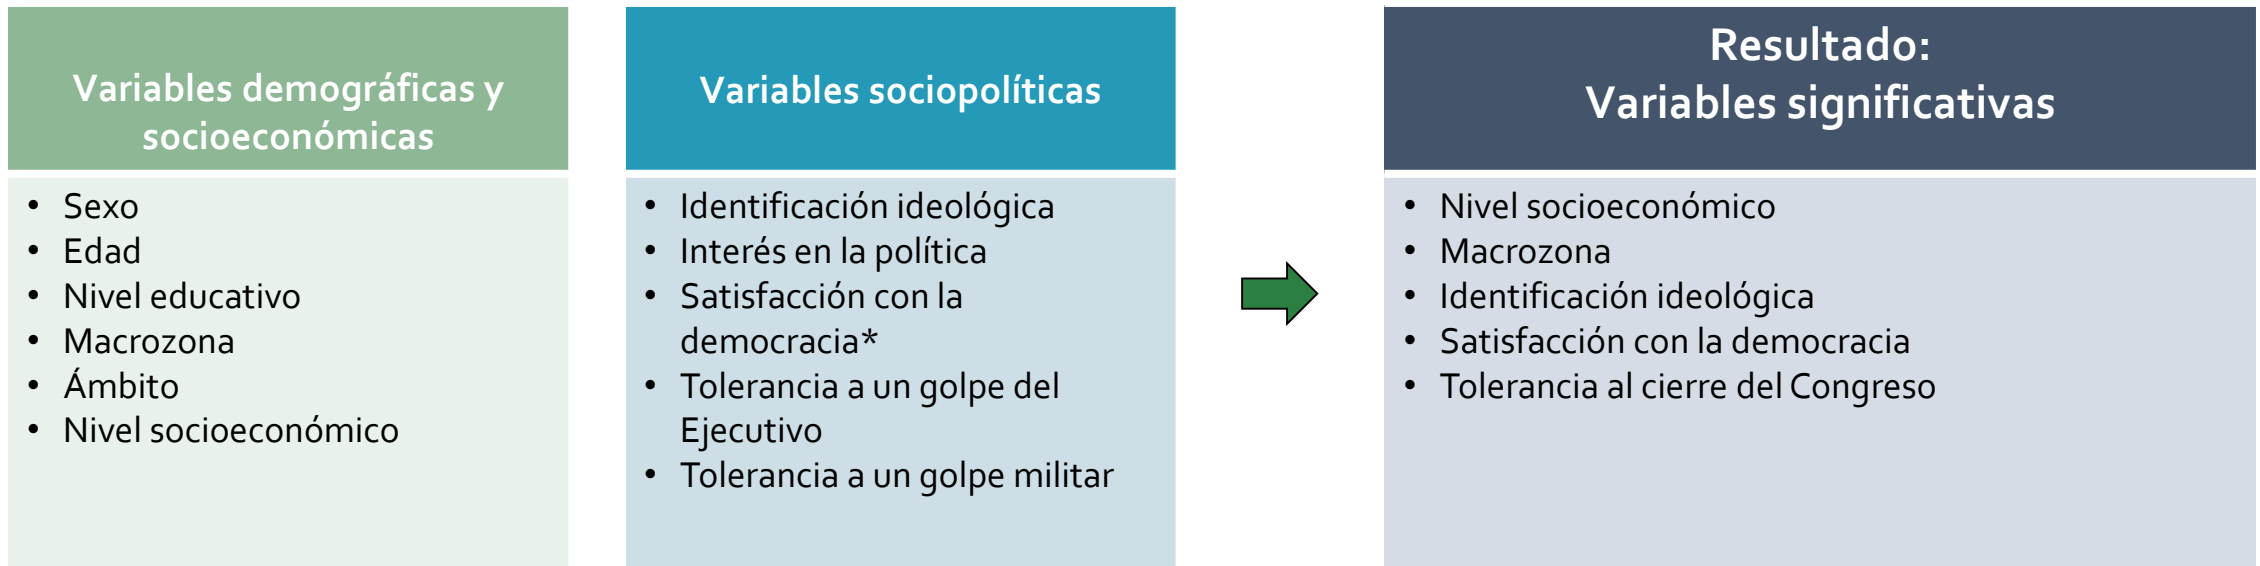 Variables demográficas y
socioeconómicas
• Sexo
• Edad
• Nivel educativo
• Macrozona
• Ámbito
• Nivel socioeconómico
Variables sociopolíticas
• Identificación ideológica
• Interés en la política
• Satisfacción con la
democracia*
• Tolerancia a un golpe del
Ejecutivo
• Tolerancia a un golpe militar
Resultado:
Variables significativas
• Nivel socioeconómico
• Macrozona
• Identificación ideológica
• Satisfacción con la democracia
• Tolerancia al cierre del Congreso